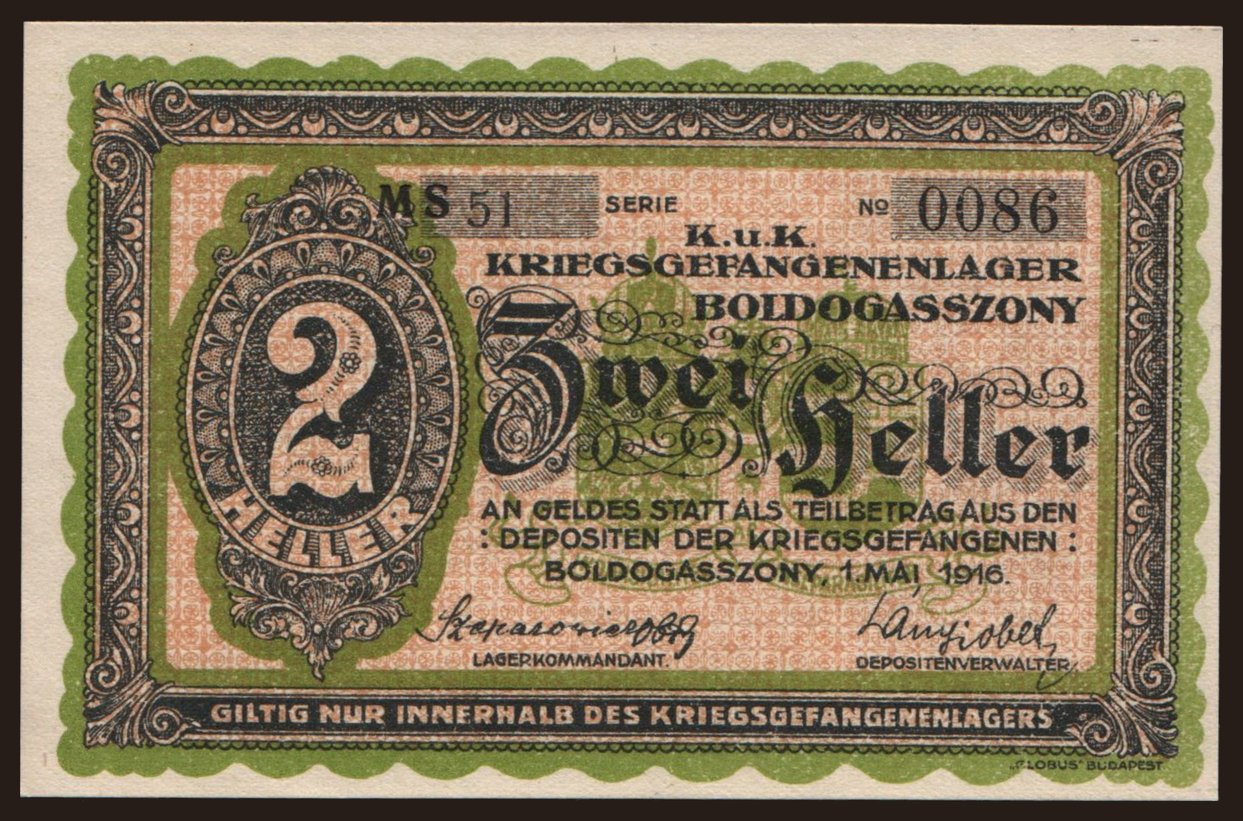 MS 51 SERIE № 0086
K.u.K.
KRIEGSGEFANGENENLAGER
BOLDOGASSZONY
2
HELLER
Zwei Heller
AN GELDES STATT ALS TEILBETRAG AUS DEN
: DEPOSITEN DER KRIEGSGEFANGENEN :
BOLDOGASSZONY, 1. MAI 1916.
LAGERKOMMANDANT.
DEPOSITENVERWALTER.
GILTIG NUR INNERHALB DES KRIEGSGEFANGENENLAGERS
„GLOBUS” BUDAPEST